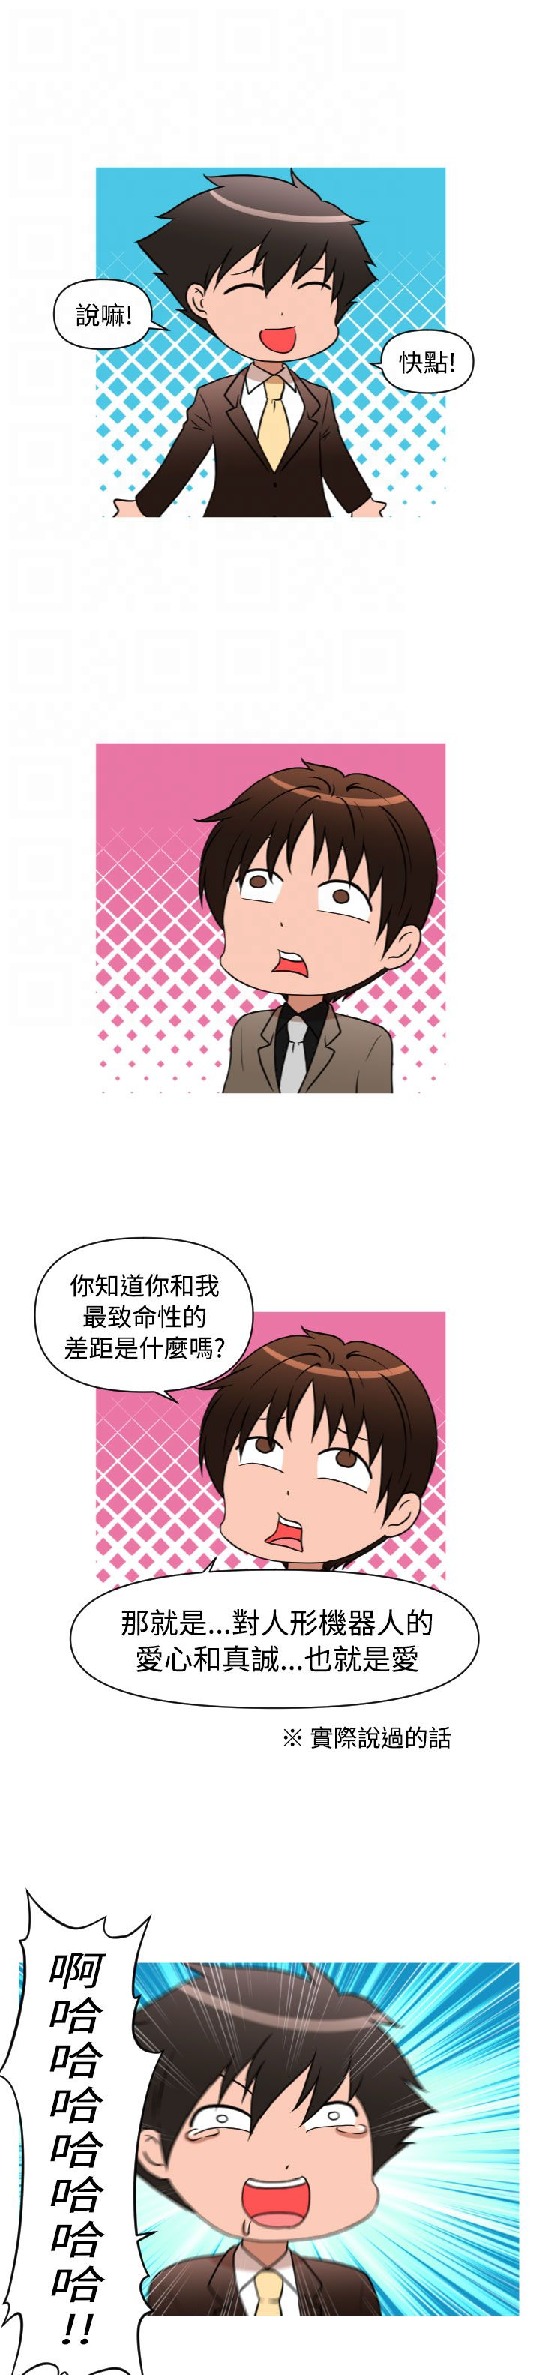 說嘛!
快點!
你知道你和我
最致命性的
差距是什麼嗎?
那就是...對人形機器人的
愛心和真誠...也就是愛
※ 實際說過的話
啊哈哈哈哈哈哈哈!!